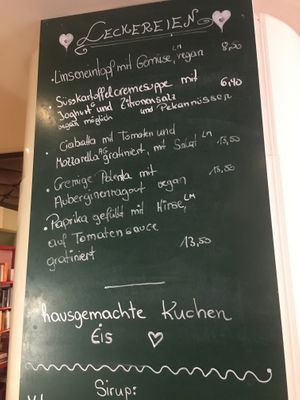 LECKEREIEN
• Linseneintopf mit Gemüse, LM vegan 8,50
• Süsskartoffelcremesuppe mit 6,40
Joghurt G und Zitronensalz
vegan möglich und Pekannüssen
• Ciabatta mit Tomaten und
Mozzarella AG gratiniert, mit Salat LM 13,50
• Cremige Polenta mit 13,50
Auberginenragout vegan
• Paprika gefüllt mit Hirse, LM
auf Tomatensauce 13,50
gratiniert
hausgemachte Kuchen
Eis
Sirup: